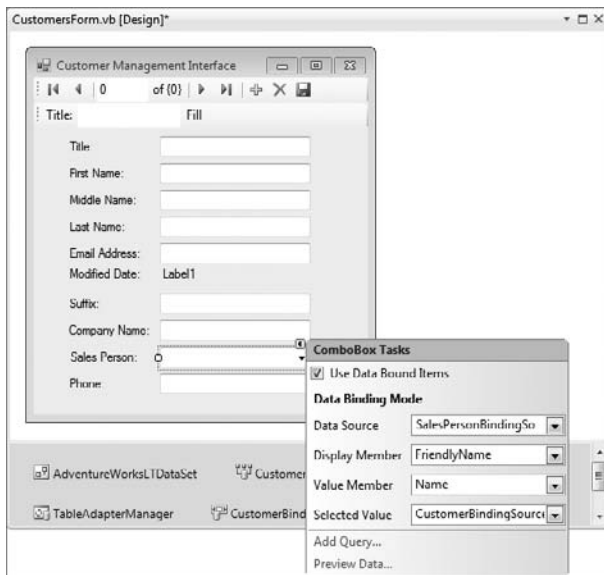 CustomersForm.vb [Design]*
Customer Management Interface
0 of {0}
Title: Fill
Title
First Name:
Middle Name:
Last Name:
Email Address:
Modified Date: Label1
Suffix:
Company Name:
Sales Person:
Phone:
ComboBox Tasks
Use Data Bound Items
Data Binding Mode
Data Source SalesPersonBindingSo
Display Member FriendlyName
Value Member Name
Selected Value CustomerBindingSource
Add Query...
Preview Data...
AdventureWorksLTDataSet Customer
TableAdapterManager CustomerBind